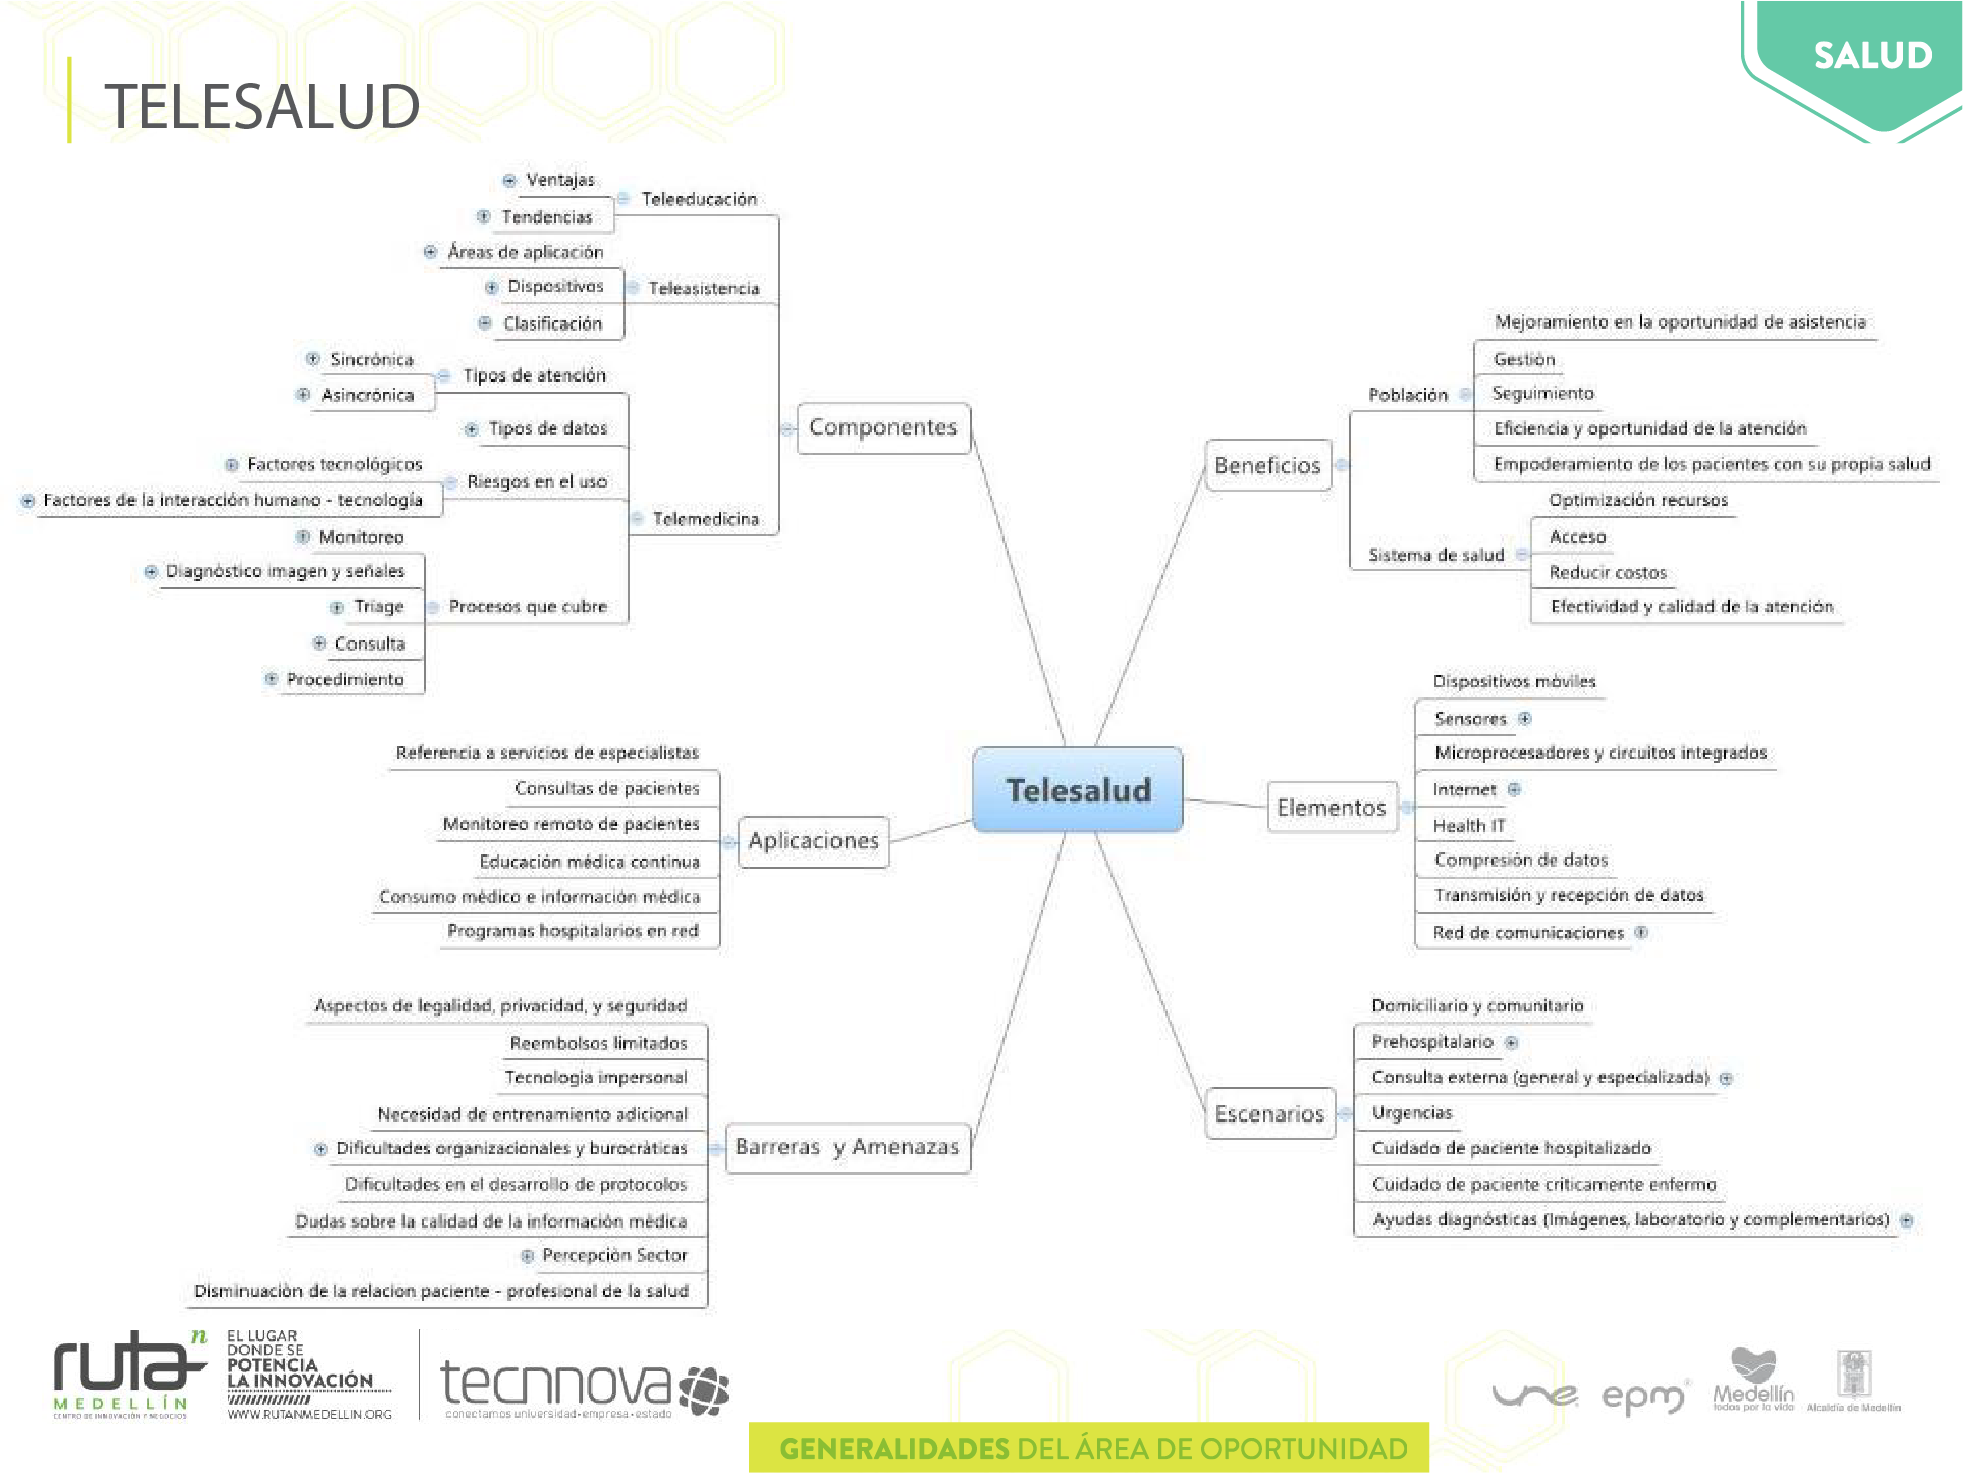 SALUD
TELESALUD
Ventajas
Tendencias
Teleeducación
Áreas de aplicación
Dispositivos
Clasificación
Teleasistencia
Sincrónica
Asincrónica
Tipos de atención
Tipos de datos
Factores tecnológicos
Factores de la interacción humano - tecnología
Riesgos en el uso
Telemedicina
Monitoreo
Diagnóstico imagen y señales
Triage
Consulta
Procedimiento
Procesos que cubre
Componentes
Referencia a servicios de especialistas
Consultas de pacientes
Monitoreo remoto de pacientes
Educación médica continua
Consumo médico e información médica
Programas hospitalarios en red
Aplicaciones
Aspectos de legalidad, privacidad, y seguridad
Reembolsos limitados
Tecnología impersonal
Necesidad de entrenamiento adicional
Dificultades organizacionales y burocráticas
Dificultades en el desarrollo de protocolos
Dudas sobre la calidad de la información médica
Percepción Sector
Disminuación de la relacion paciente - profesional de la salud
Barreras y Amenazas
Telesalud
Beneficios
Población
Mejoramiento en la oportunidad de asistencia
Gestión
Seguimiento
Eficiencia y oportunidad de la atención
Empoderamiento de los pacientes con su propia salud
Sistema de salud
Optimización recursos
Acceso
Reducir costos
Efectividad y calidad de la atención
Elementos
Dispositivos móviles
Sensores
Microprocesadores y circuitos integrados
Internet
Health IT
Compresión de datos
Transmisión y recepción de datos
Red de comunicaciones
Escenarios
Domiciliario y comunitario
Prehospitalario
Consulta externa (general y especializada)
Urgencias
Cuidado de paciente hospitalizado
Cuidado de paciente críticamente enfermo
Ayudas diagnósticas (Imágenes, laboratorio y complementarios)
ruta n
MEDELLÍN
CENTRO DE INNOVACIÓN Y NEGOCIOS
EL LUGAR
DONDE SE
POTENCIA
LA INNOVACIÓN
WWW.RUTANMEDELLIN.ORG
tecnnova
conectamos universidad-empresa-estado
une
epm®
Medellín
todos por la vida
Alcaldía de Medellín
GENERALIDADES DEL ÁREA DE OPORTUNIDAD